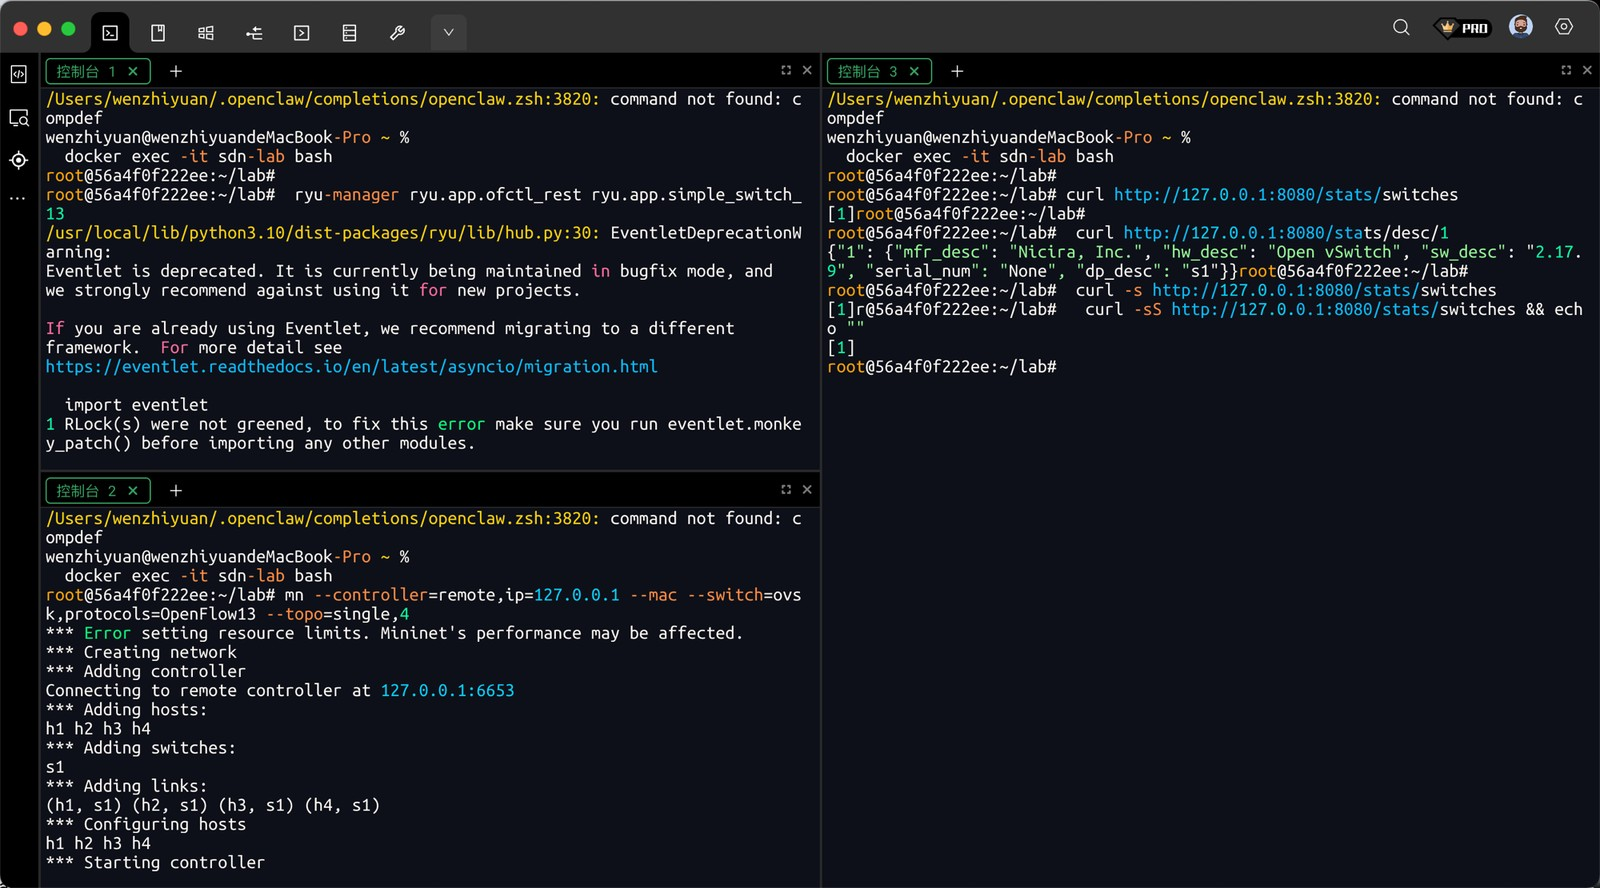 PRO
控制台 1 ×
/Users/wenzhiyuan/.openclaw/completions/openclaw.zsh:3820: command not found: c
ompdef
wenzhiyuan@wenzhiyuandeMacBook-Pro ~ %
  docker exec -it sdn-lab bash
root@56a4f0f222ee:~/lab#
root@56a4f0f222ee:~/lab#  ryu-manager ryu.app.ofctl_rest ryu.app.simple_switch_
13
/usr/local/lib/python3.10/dist-packages/ryu/lib/hub.py:30: EventletDeprecationW
arning:
Eventlet is deprecated. It is currently being maintained in bugfix mode, and
we strongly recommend against using it for new projects.
If you are already using Eventlet, we recommend migrating to a different
framework.  For more detail see
https://eventlet.readthedocs.io/en/latest/asyncio/migration.html
  import eventlet
1 RLock(s) were not greened, to fix this error make sure you run eventlet.monke
y_patch() before importing any other modules.
控制台 2 ×
/Users/wenzhiyuan/.openclaw/completions/openclaw.zsh:3820: command not found: c
ompdef
wenzhiyuan@wenzhiyuandeMacBook-Pro ~ %
  docker exec -it sdn-lab bash
root@56a4f0f222ee:~/lab# mn --controller=remote,ip=127.0.0.1 --mac --switch=ovs
k,protocols=OpenFlow13 --topo=single,4
*** Error setting resource limits. Mininet's performance may be affected.
*** Creating network
*** Adding controller
Connecting to remote controller at 127.0.0.1:6653
*** Adding hosts:
h1 h2 h3 h4
*** Adding switches:
s1
*** Adding links:
(h1, s1) (h2, s1) (h3, s1) (h4, s1)
*** Configuring hosts
h1 h2 h3 h4
*** Starting controller
控制台 3 ×
/Users/wenzhiyuan/.openclaw/completions/openclaw.zsh:3820: command not found: c
ompdef
wenzhiyuan@wenzhiyuandeMacBook-Pro ~ %
  docker exec -it sdn-lab bash
root@56a4f0f222ee:~/lab#
root@56a4f0f222ee:~/lab# curl http://127.0.0.1:8080/stats/switches
[1]root@56a4f0f222ee:~/lab#
root@56a4f0f222ee:~/lab#  curl http://127.0.0.1:8080/stats/desc/1
{"1": {"mfr_desc": "Nicira, Inc.", "hw_desc": "Open vSwitch", "sw_desc": "2.17.
9", "serial_num": "None", "dp_desc": "s1"}}root@56a4f0f222ee:~/lab#
root@56a4f0f222ee:~/lab#  curl -s http://127.0.0.1:8080/stats/switches
[1]r@56a4f0f222ee:~/lab#   curl -sS http://127.0.0.1:8080/stats/switches && ech
o ""
[1]
root@56a4f0f222ee:~/lab#